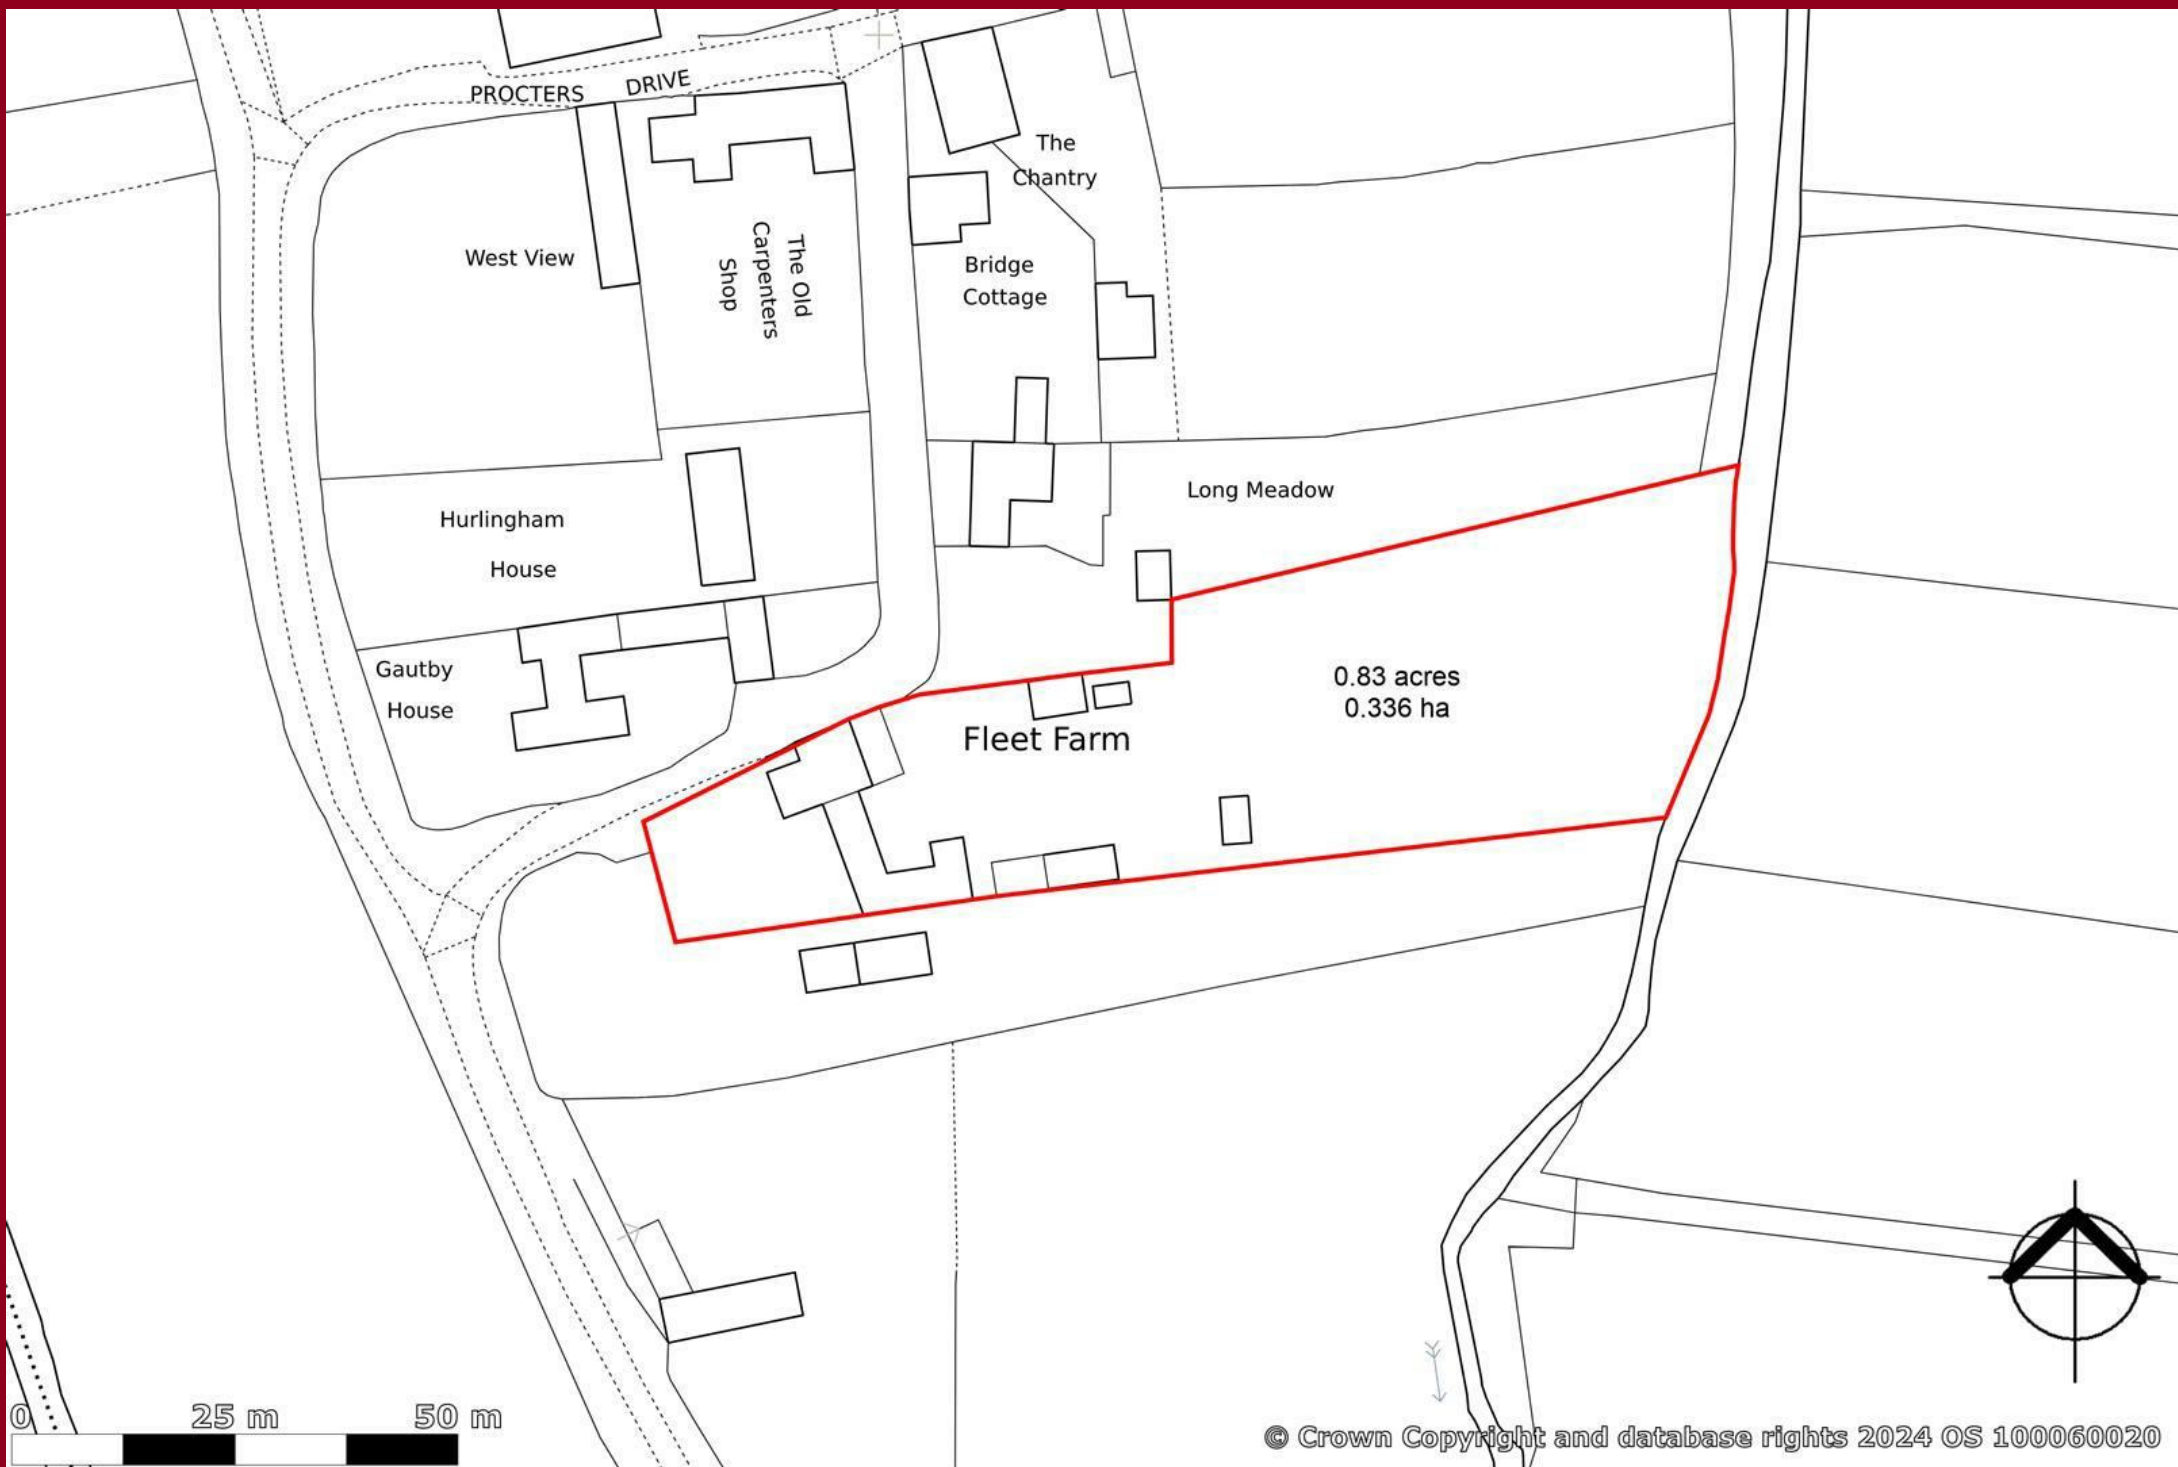 PROCTERS DRIVE
The
Chantry
West View
The Old
Carpenters
Shop
Bridge
Cottage
Long Meadow
Hurlingham
House
Gautby
House
0.83 acres
0.336 ha
Fleet Farm
0 25 m 50 m
© Crown Copyright and database rights 2024 OS 100060020